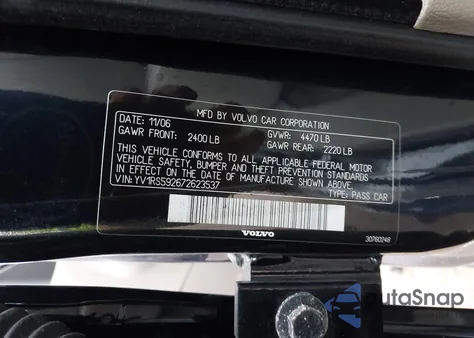 MFD BY VOLVO CAR CORPORATION
DATE: 11/06 GVWR: 4470 LB
GAWR FRONT: 2400 LB GAWR REAR: 2220 LB
THIS VEHICLE CONFORMS TO ALL APPLICABLE FEDERAL MOTOR
VEHICLE SAFETY, BUMPER AND THEFT PREVENTION STANDARDS
IN EFFECT ON THE DATE OF MANUFACTURE SHOWN ABOVE.
VIN: YV1RS592672623537 TYPE: PASS CAR
VOLVO 30760248
AutaSnap